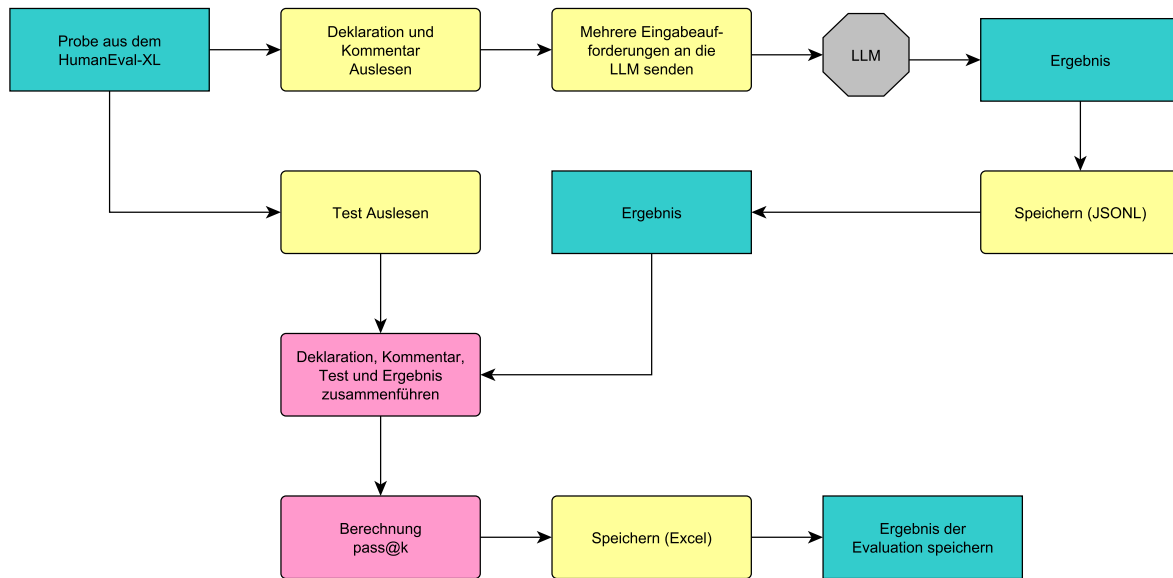 Probe aus dem
HumanEval-XL
Deklaration und
Kommentar
Auslesen
Mehrere Eingabeauf-
forderungen an die
LLM senden
LLM
Ergebnis
Test Auslesen
Ergebnis
Speichern (JSONL)
Deklaration, Kommentar,
Test und Ergebnis
zusammenführen
Berechnung
pass@k
Speichern (Excel)
Ergebnis der
Evaluation speichern